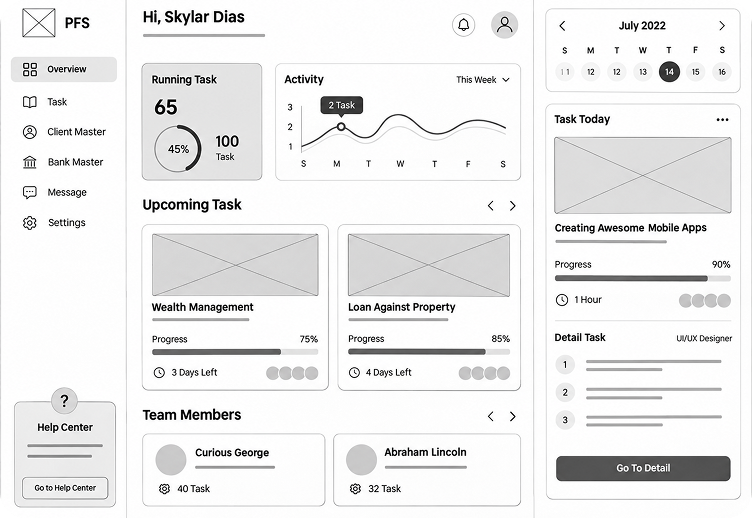 PFS
Overview
Task
Client Master
Bank Master
Message
Settings
?
Help Center
Go to Help Center
Hi, Skylar Dias
Running Task
65
45%
100
Task
Activity
This Week
3
2
1
2 Task
S M T W T F S
Upcoming Task
Wealth Management
Progress 75%
3 Days Left
Loan Against Property
Progress 85%
4 Days Left
Team Members
Curious George
40 Task
Abraham Lincoln
32 Task
July 2022
S M T W T F S
11 12 12 13 14 15 16
Task Today
Creating Awesome Mobile Apps
Progress 90%
1 Hour
Detail Task UI/UX Designer
1
2
3
Go To Detail